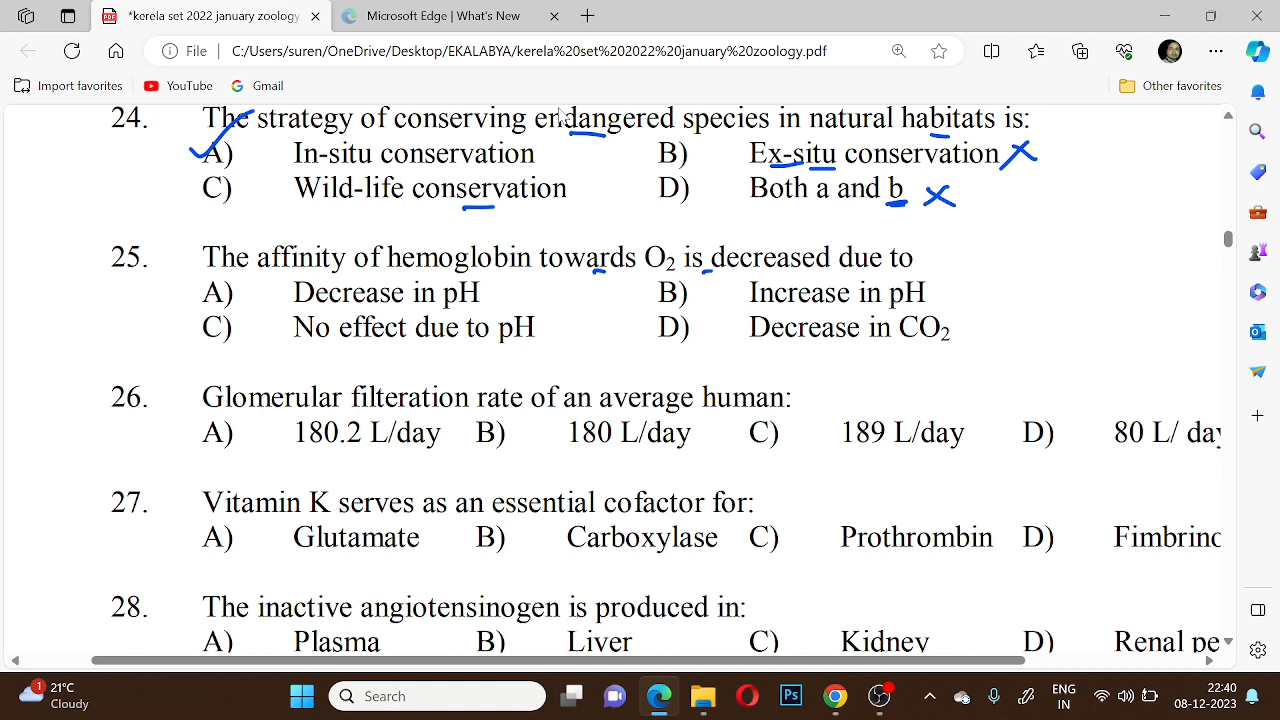 *kerela set 2022 january zoology
Microsoft Edge | What's New
File
C:/Users/suren/OneDrive/Desktop/EKALABYA/kerela%20set%202022%20january%20zoology.pdf
Import favorites
YouTube
Gmail
Other favorites
24. The strategy of conserving endangered species in natural habitats is:
A) In-situ conservation B) Ex-situ conservation
C) Wild-life conservation D) Both a and b
25. The affinity of hemoglobin towards O2 is decreased due to
A) Decrease in pH B) Increase in pH
C) No effect due to pH D) Decrease in CO2
26. Glomerular filteration rate of an average human:
A) 180.2 L/day B) 180 L/day C) 189 L/day D) 80 L/ day
27. Vitamin K serves as an essential cofactor for:
A) Glutamate B) Carboxylase C) Prothrombin D)
28. The inactive angiotensinogen is produced in:
A) Plasma B) Liver C) Kidney D) Renal
1
21°C
Cloudy
Search
Ps
ENG
IN
22:40
08-12-2023